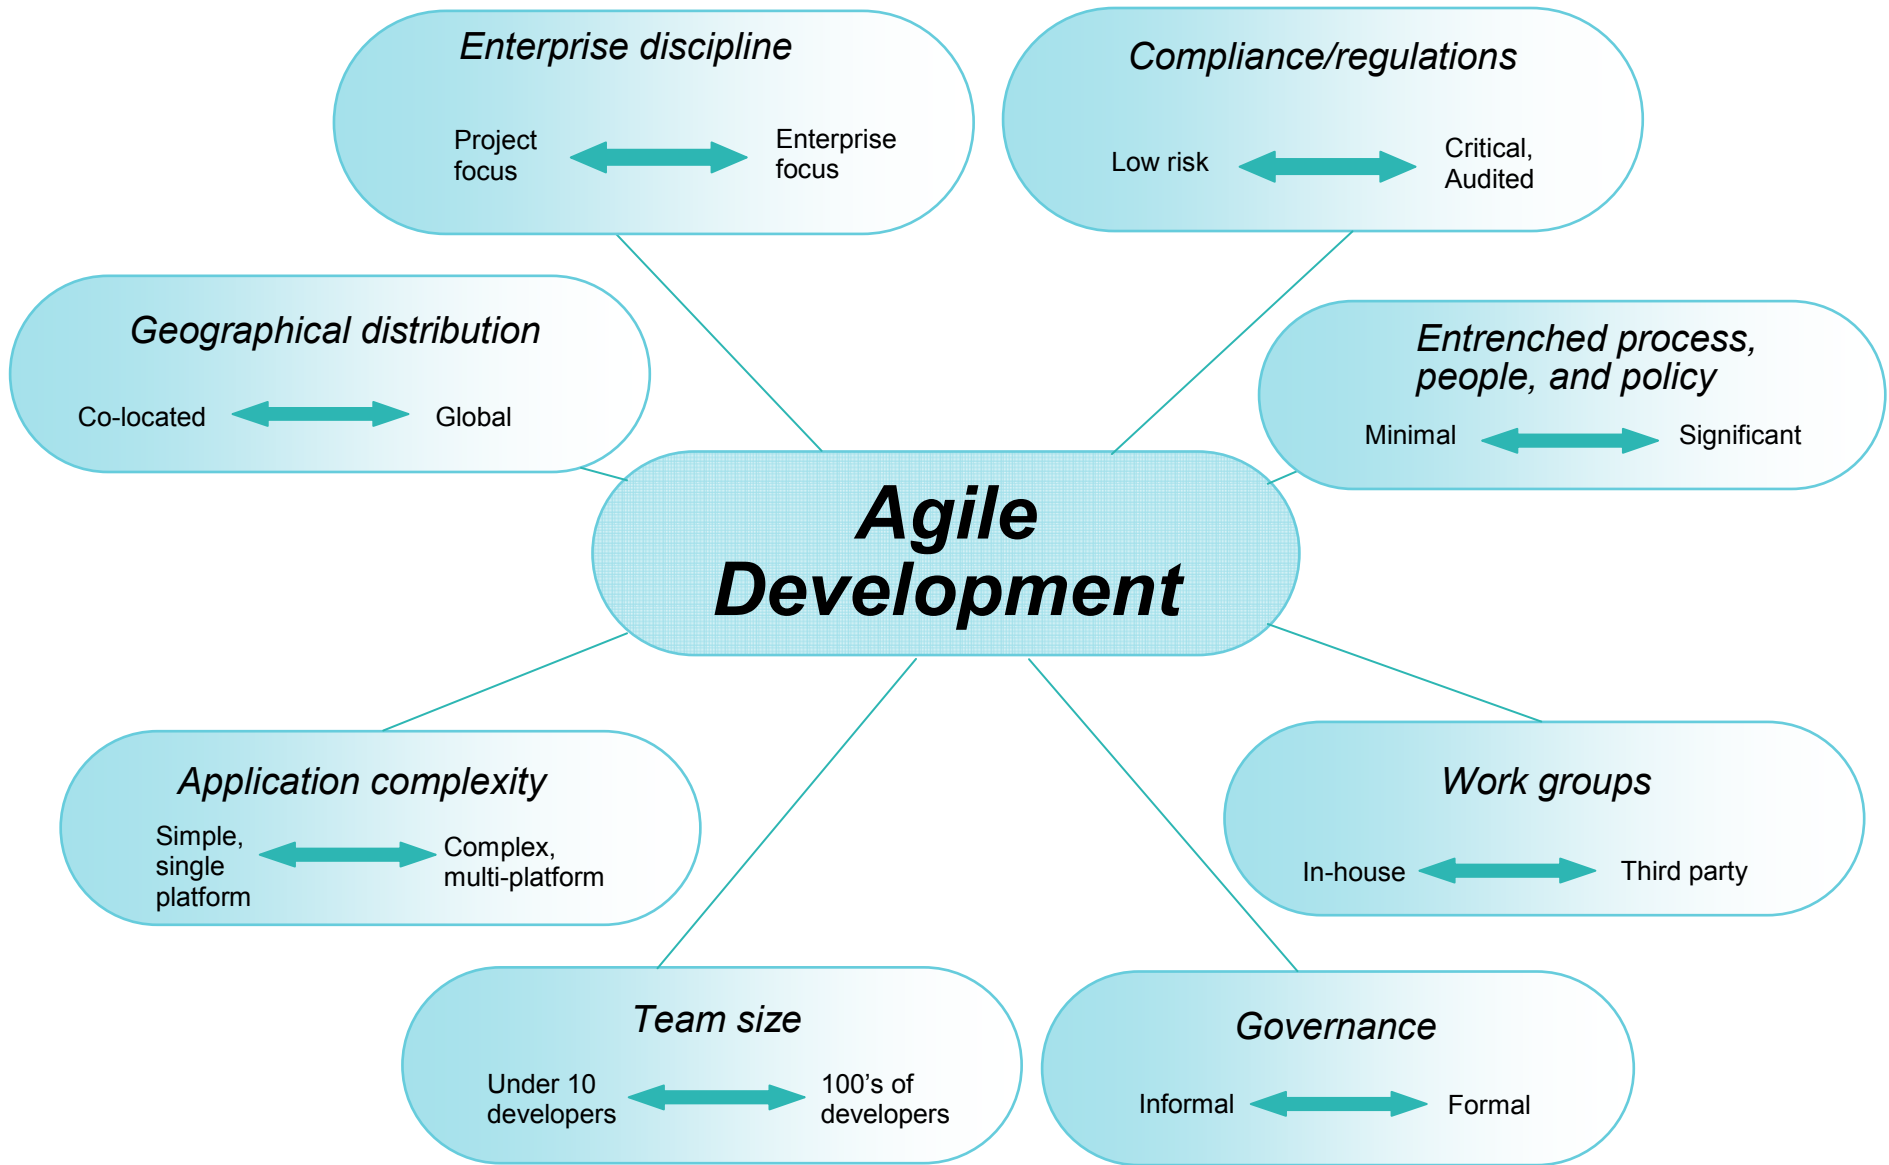 Enterprise discipline
Project
focus
Enterprise
focus
Compliance/regulations
Low risk
Critical,
Audited
Geographical distribution
Co-located
Global
Entrenched process,
people, and policy
Minimal
Significant
Agile
Development
Application complexity
Simple,
single
platform
Complex,
multi-platform
Work groups
In-house
Third party
Team size
Under 10
developers
100’s of
developers
Governance
Informal
Formal